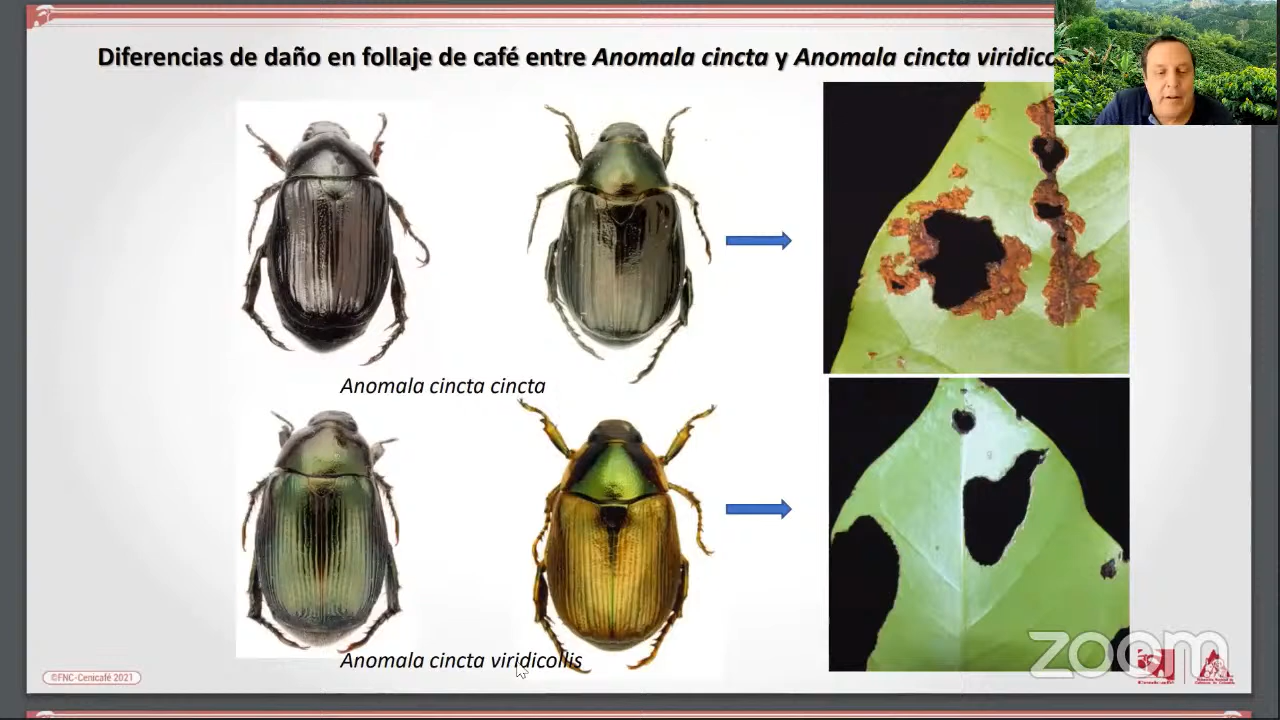 Diferencias de daño en follaje de café entre Anomala cincta y Anomala cincta viridico
Anomala cincta cincta
Anomala cincta viridicollis
©FNC-Cenicafé 2021
zoom